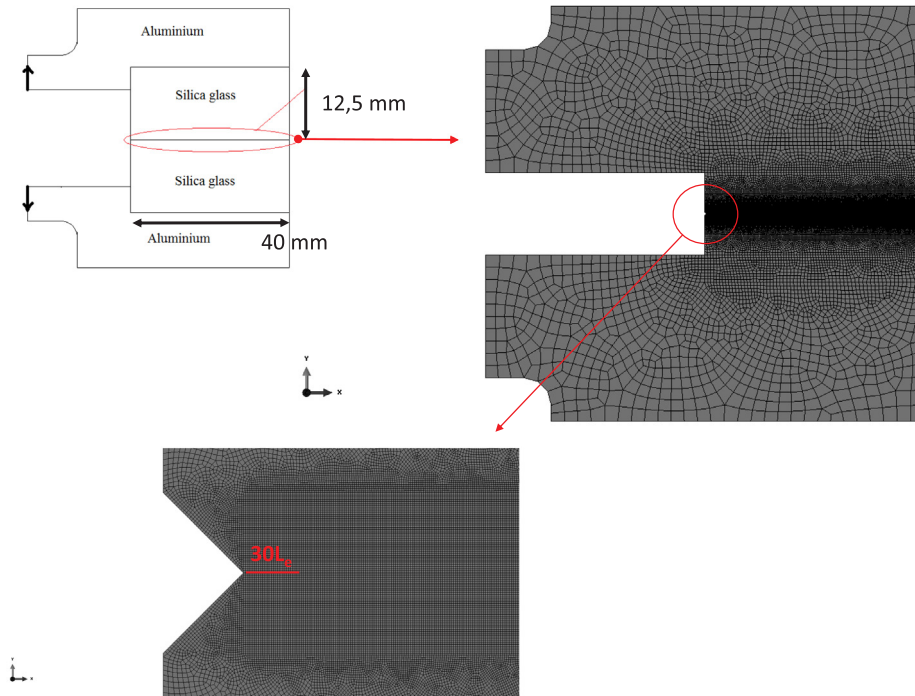 Aluminium
Silica glass
12,5 mm
Silica glass
40 mm
Aluminium
Y
X
30Lₑ
Y
X